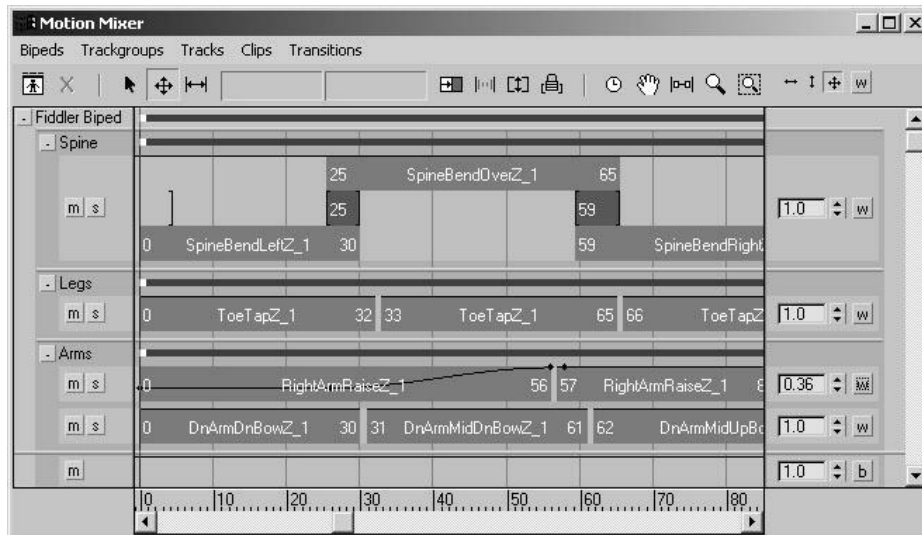 Motion Mixer
Bipeds Trackgroups Tracks Clips Transitions
w
- Fiddler Biped
- Spine
25 SpineBendOverZ_1 65
m s 25 59 1.0 w
0 SpineBendLeftZ_1 30 59 SpineBendRight
- Legs
m s 0 ToeTapZ_1 32 33 ToeTapZ_1 65 66 ToeTapZ 1.0 w
- Arms
m s 0 RightArmRaiseZ_1 56 57 RightArmRaiseZ_1 8 0.36 w
m s 0 DnArmDnBowZ_1 30 31 DnArmMidDnBowZ_1 61 62 DnArmMidUpBo 1.0 w
m 1.0 b
0 10 20 30 40 50 60 70 80